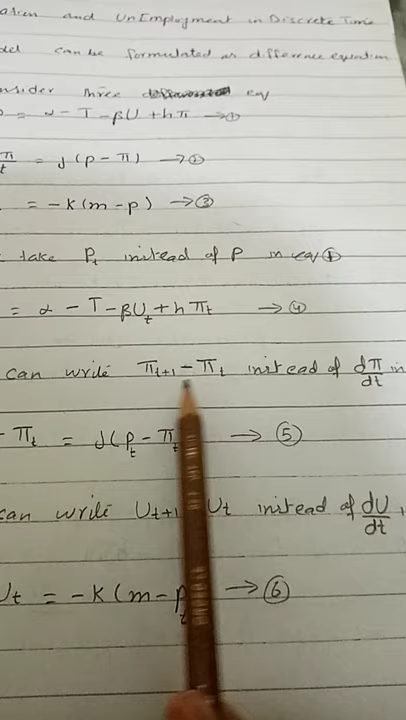 ation and UnEmployment in Discrete Time
del can be formulated as difference equation
nsider three eq
= α - T - βU + hπ → ①
π/t = j(p - π) → ②
= -k(m - p) → ③
take Pt instead of P in eq ①
= α - T - βUt + hπt → ④
can write πt+1 - πt instead of dπ/dt in
- πt = j(pt - πt → ⑤
can write Ut+1 Ut instead of dU/dt
Ut = -k(m - pt → ⑥